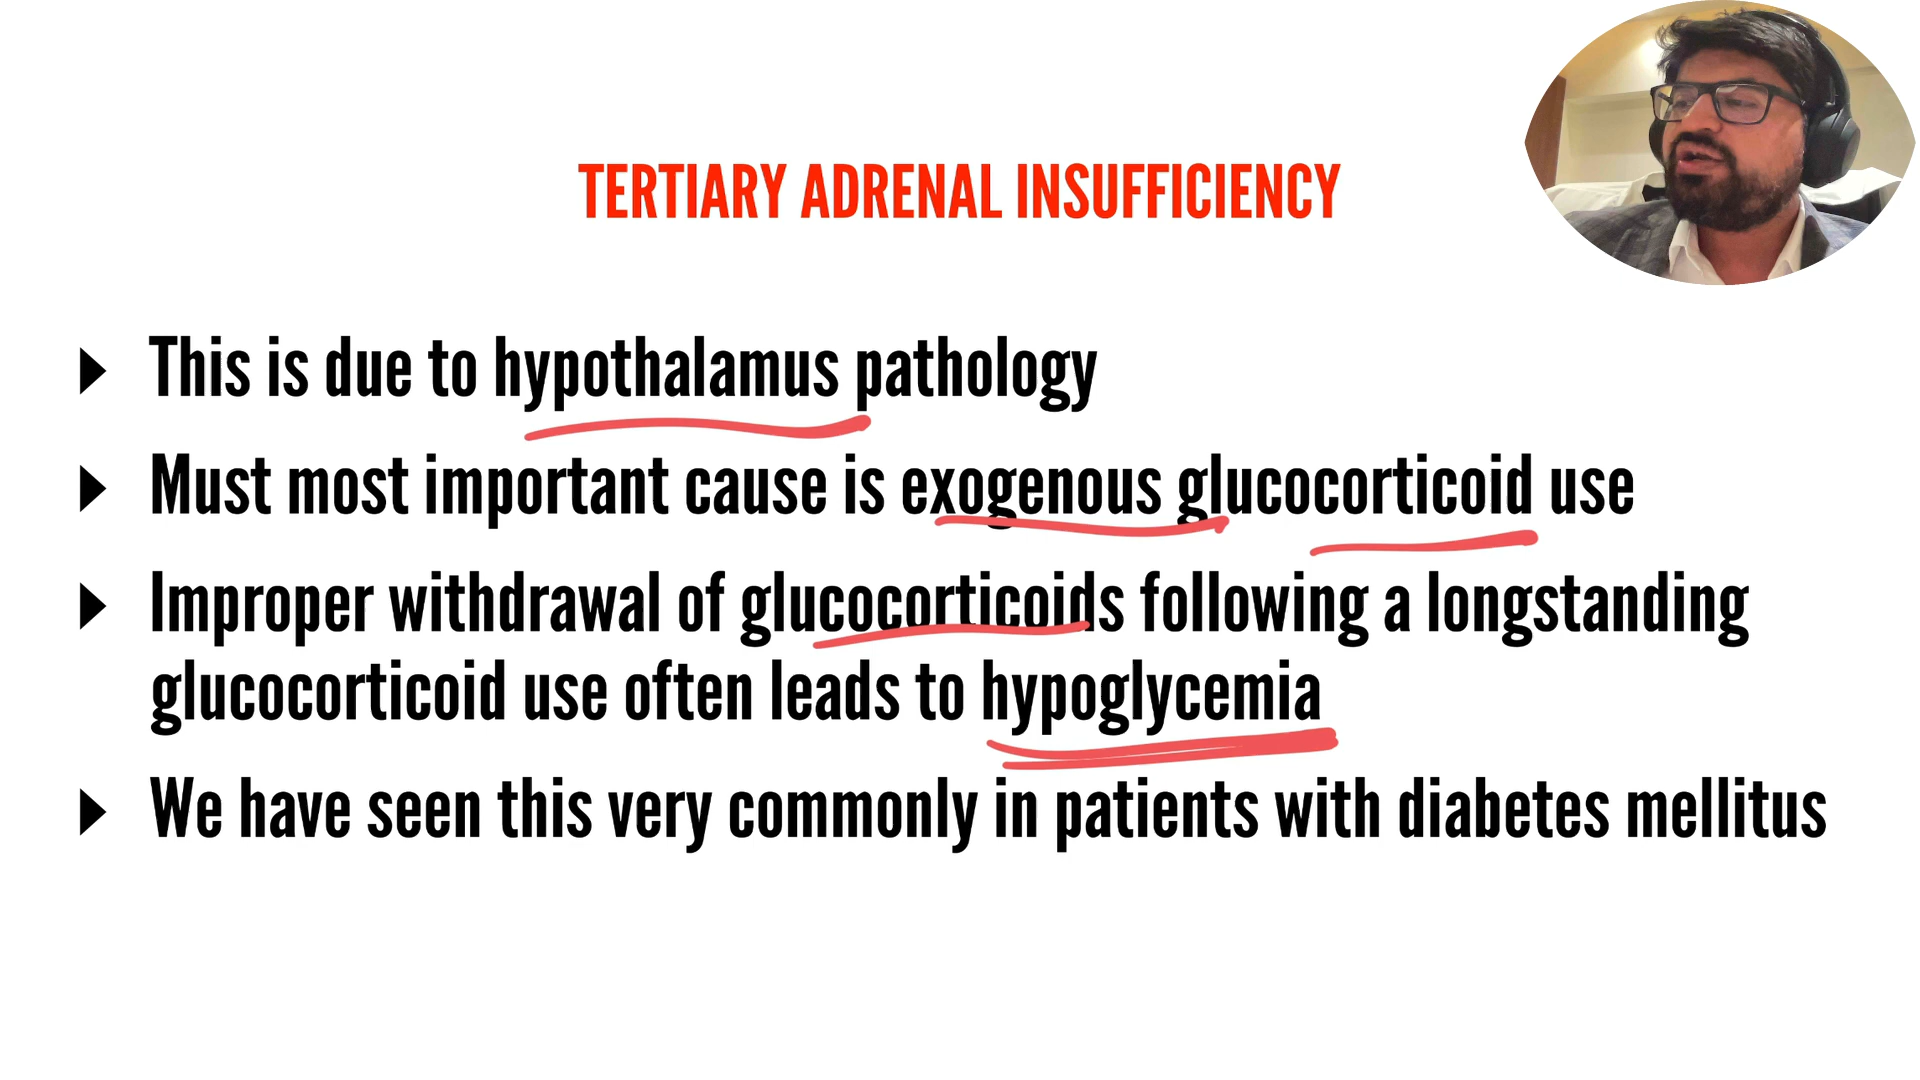 TERTIARY ADRENAL INSUFFICIENCY
This is due to hypothalamus pathology
Must most important cause is exogenous glucocorticoid use
Improper withdrawal of glucocorticoids following a longstanding
glucocorticoid use often leads to hypoglycemia
We have seen this very commonly in patients with diabetes mellitus